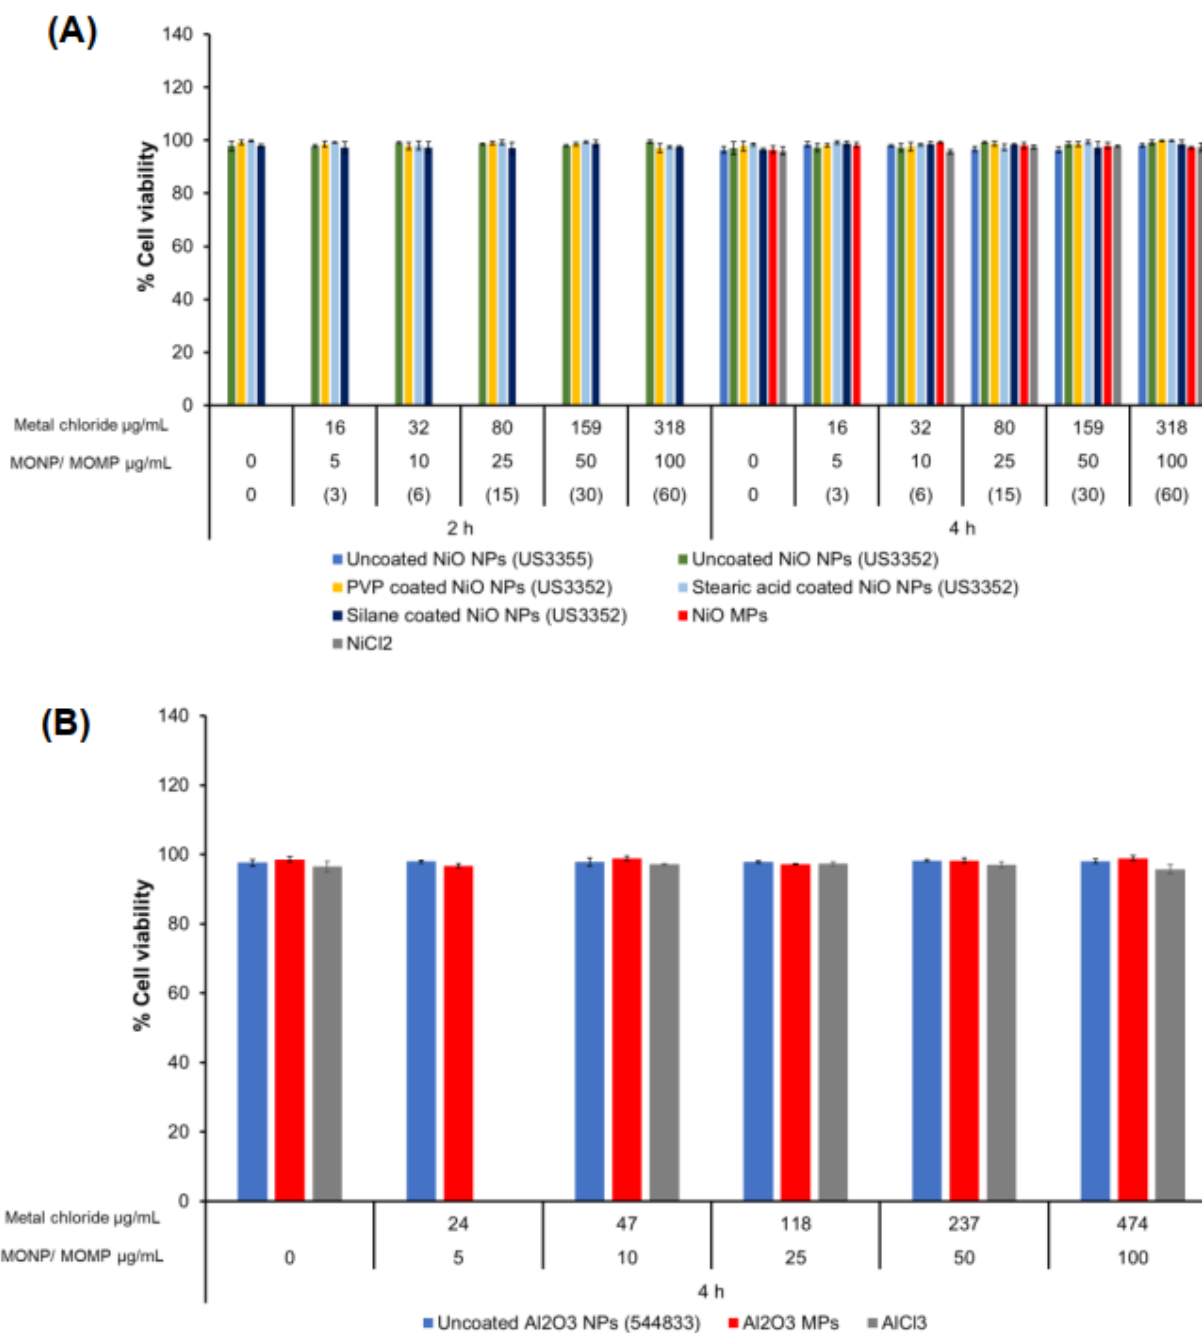 (A)
140
120
100
80
60
40
20
0
% Cell viability
Metal chloride µg/mL 16 32 80 159 318 16 32 80 159 318
MONP/ MOMP µg/mL 0 5 10 25 50 100 0 5 10 25 50 100
0 (3) (6) (15) (30) (60) 0 (3) (6) (15) (30) (60)
2 h 4 h
Uncoated NiO NPs (US3355) Uncoated NiO NPs (US3352)
PVP coated NiO NPs (US3352) Stearic acid coated NiO NPs (US3352)
Silane coated NiO NPs (US3352) NiO MPs
NiCl2
(B)
140
120
100
80
60
40
20
0
% Cell viability
Metal chloride µg/mL 24 47 118 237 474
MONP/ MOMP µg/mL 0 5 10 25 50 100
4 h
Uncoated Al2O3 NPs (544833) Al2O3 MPs AlCl3